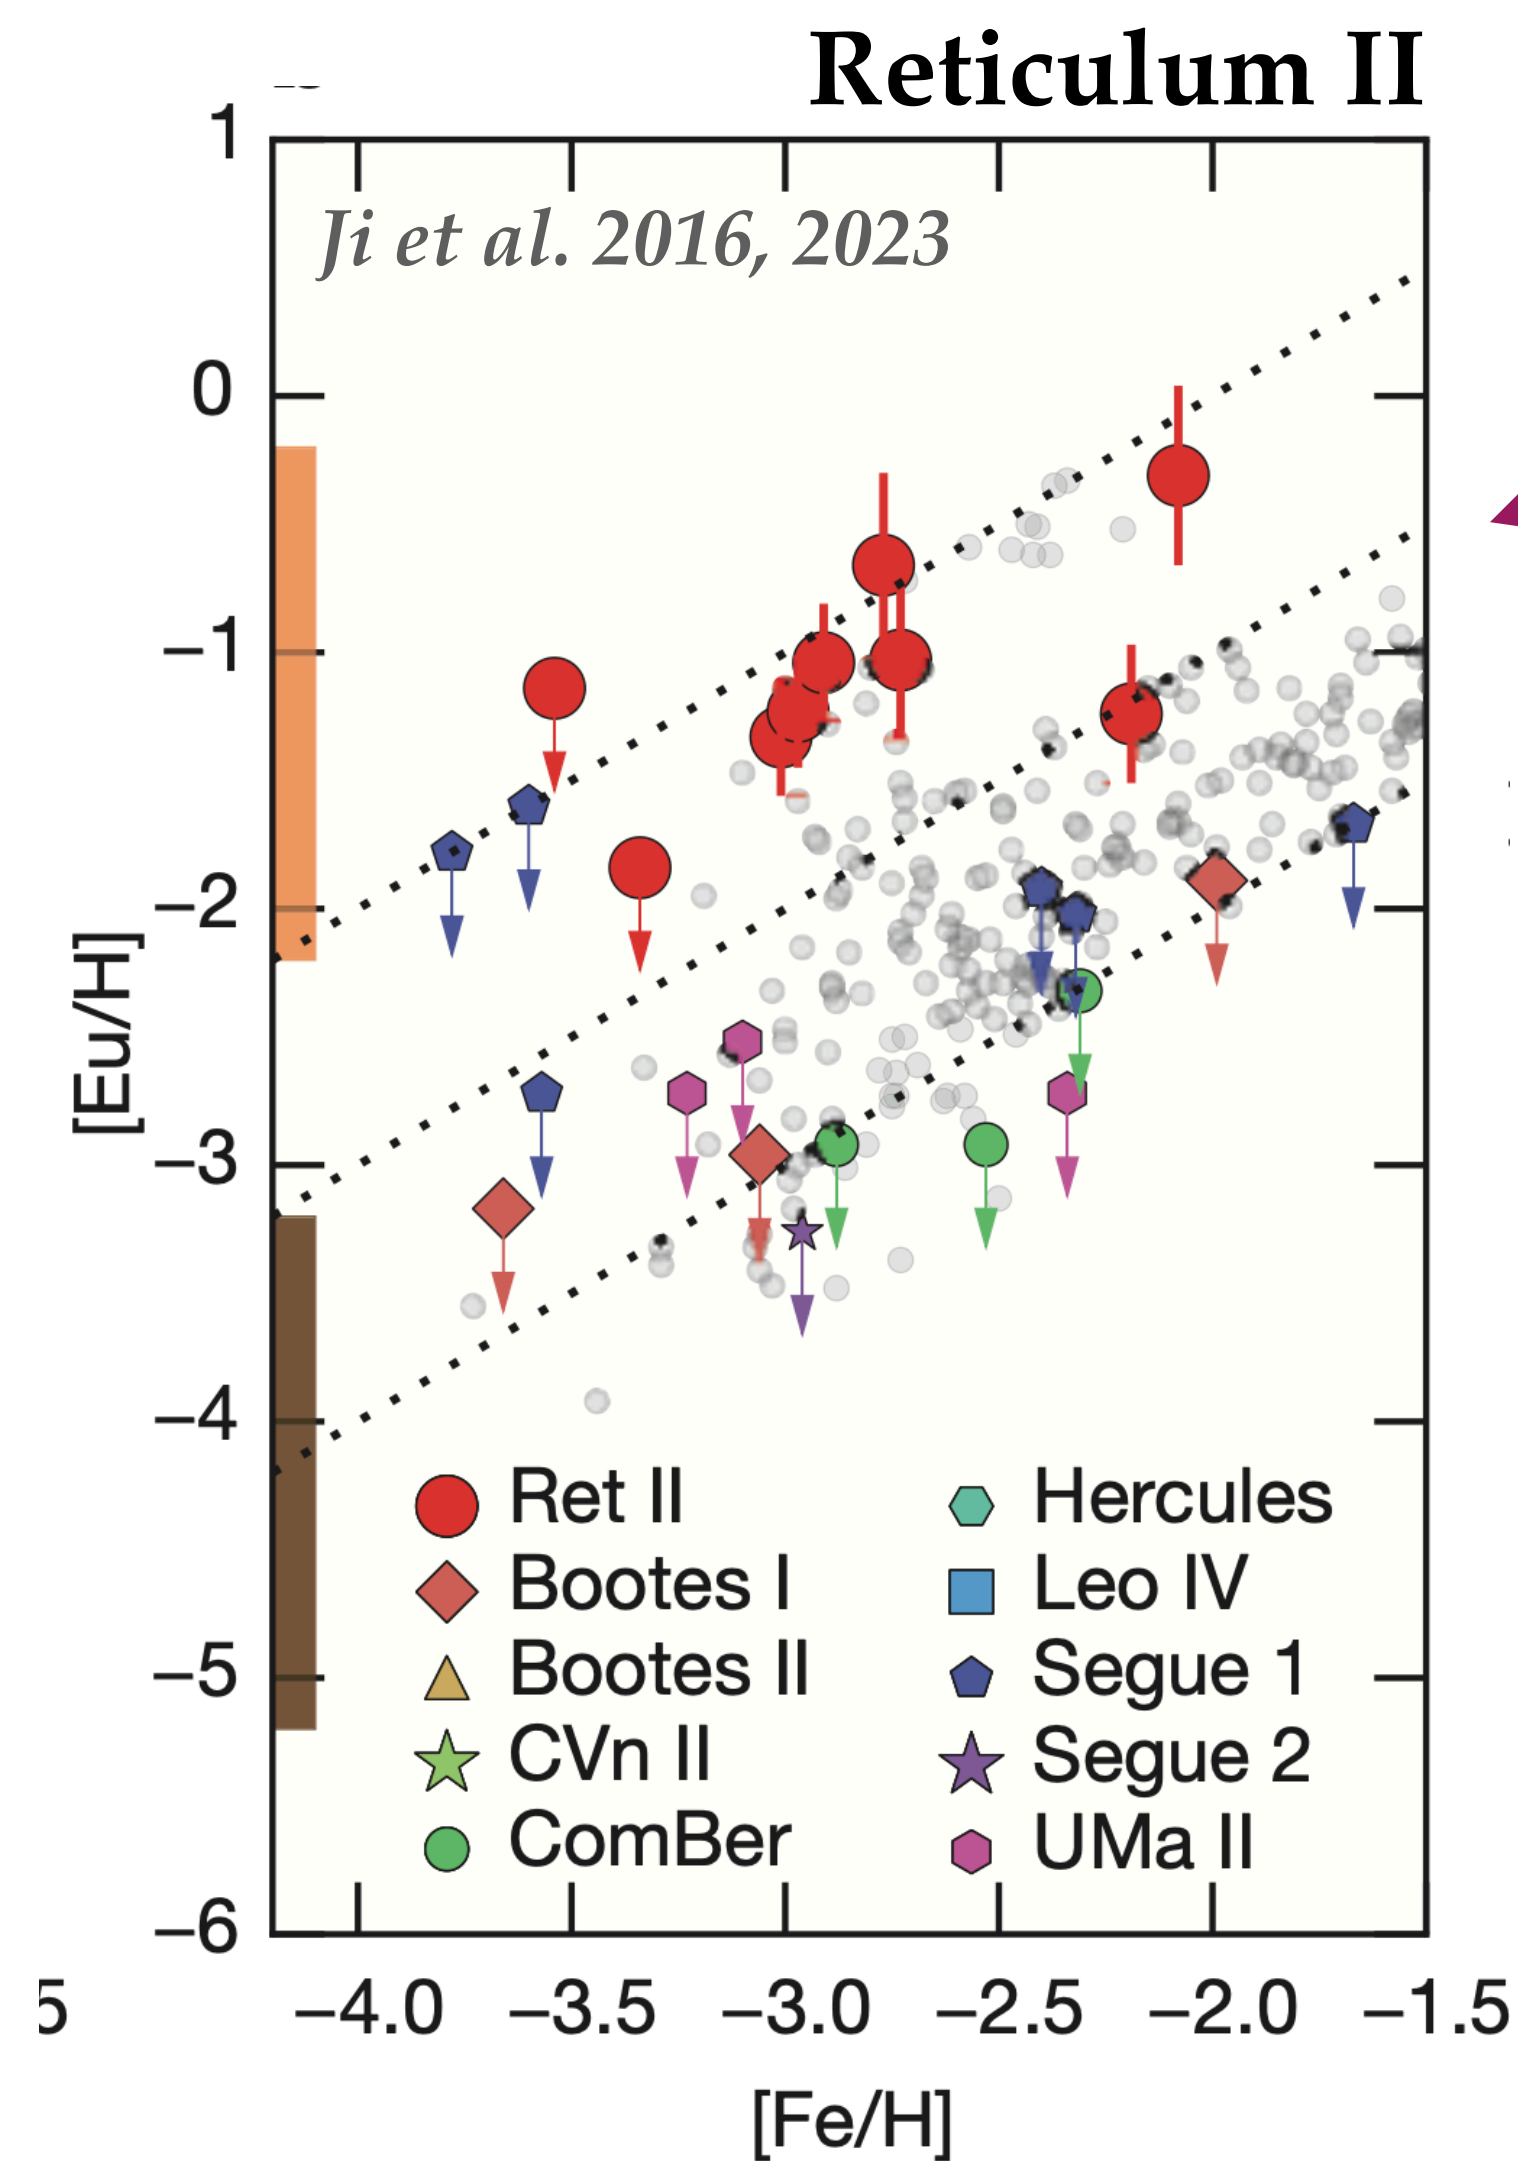 Reticulum II
1
Ji et al. 2016, 2023
0
−1
−2
−3
−4
−5
−6
[Eu/H]
Ret II
Bootes I
Bootes II
CVn II
ComBer
Hercules
Leo IV
Segue 1
Segue 2
UMa II
5 −4.0 −3.5 −3.0 −2.5 −2.0 −1.5
[Fe/H]